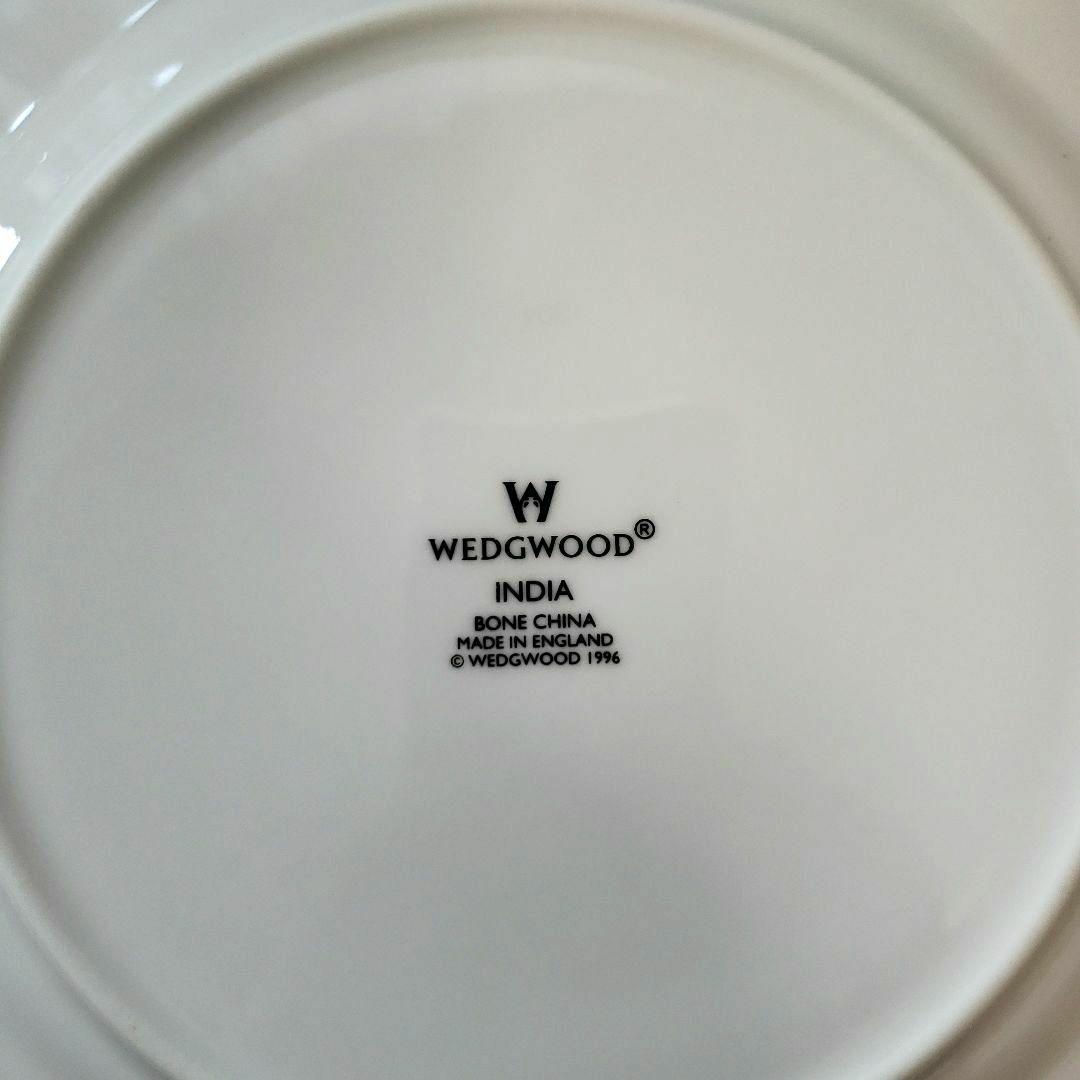 W
WEDGWOOD®
INDIA
BONE CHINA
MADE IN ENGLAND
© WEDGWOOD 1996